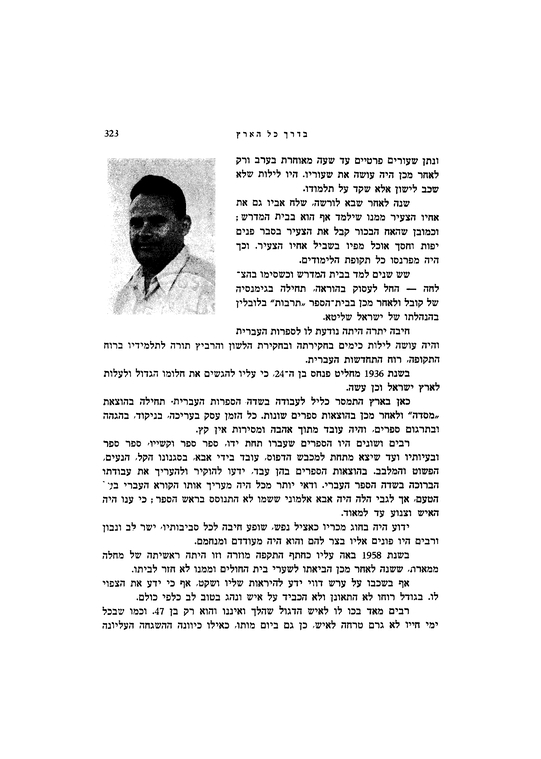 323
בדרך כל הארץ
ונתן שעורים פרטיים עד שעה מאוחרת בערב ורק
לאחר מכן היה עושה את שעוריו. היו לילות שלא
שכב לישון אלא שקד על תלמודו.
שנה לאחר שבא לורשה, שלח אביו גם את
אחיו הצעיר ממנו שילמד אף הוא בבית המדרש;
וכמובן שהאח הבכור קבל את הצעיר בסבר פנים
יפות וחסך אוכל מפיו בשביל אחיו הצעיר. וכך
היה מפרנסו כל תקופת הלימודים.
שש שנים למד בבית המדרש וכשסימו בהצ־
לחה — החל לעסוק בהוראה, תחילה בגימנסיה
של קובל ולאחר מכן בבית־הספר „תרבות” בלובלין
בהנהלתו של ישראל שליטא.
חיבה יתרה היתה נודעת לו לספרות העברית
והיה עושה לילות כימים בחקירתה ובחקירת הלשון והרביץ תורה לתלמידיו ברוח
התקופה, רוח התחדשות העברית.
בשנת 1936 מחליט פנחס בן ה־24, כי עליו להגשים את חלומו הגדול ולעלות
לארץ ישראל וכן עשה.
כאן בארץ התמסר כליל לעבודה בשדה הספרות העברית, תחילה בהוצאת
„מסדה” ולאחר מכן בהוצאות ספרים שונות. כל הזמן עסק בעריכה, בניקוד, בהגהה
ובתרגום ספרים, והיה עובד מתוך אהבה ומסירות אין קץ.
רבים ושונים היו הספרים שעברו תחת ידו, ספר ספר וקשייו, ספר ספר
ובעיותיו ועד שיצא מתחת למכבש הדפוס, עובד בידי אבא, בסגנונו הקל, הנעים,
הפשוט והמלבב. בהוצאות הספרים בהן עבד, ידעו להוקיר ולהעריך את עבודתו
הברוכה בשדה הספר העברי. ודאי יותר מכל היה מעריך אותו הקורא העברי
הטעם, אך לגבי הלה היה אבא אלמוני ששמו לא התנוסס בראש הספר; כי ענו היה
האיש וצנוע עד למאוד.
ידוע היה בחוג מכריו כאציל נפש, שופע חיבה לכל סביבותיו, ישר לב ונבון
ורבים היו פונים אליו בצר להם והוא היה מעודדם ומנחמם.
בשנת 1958 באה עליו כחתף התקפה מוזרה וזו היתה ראשיתה של מחלה
ממארת, ששנה לאחר מכן הביאתו לשערי בית החולים וממנו לא חזר לביתו.
אף בשכבו על ערש דווי ידע להיראות שליו ושקט, אף כי ידע את הצפוי
לו. בגודל רוחו לא התאונן ולא הכביד על איש ונהג בטוב לב כלפי כולם.
רבים מאד בכו לו לאיש הדגול שהלך ואיננו והוא רק בן 47. וכמו שבכל
ימי חייו לא גרם טרחה לאיש, כן גם ביום מותו, כאילו כיוונה ההשגחה העליונה